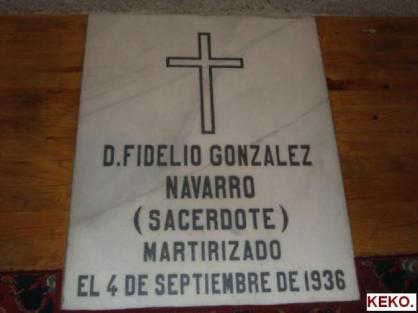 D.FIDELIO GONZALEZ
NAVARRO
(SACERDOTE)
MARTIRIZADO
EL 4 DE SEPTIEMBRE DE 1936
KEKO.